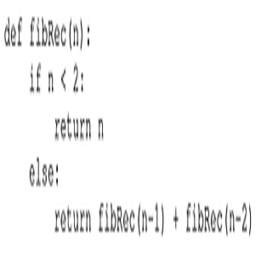 def fibRec(n):
    if n < 2:
        return n
    else:
        return fibRec(n-1) + fibRec(n-2)